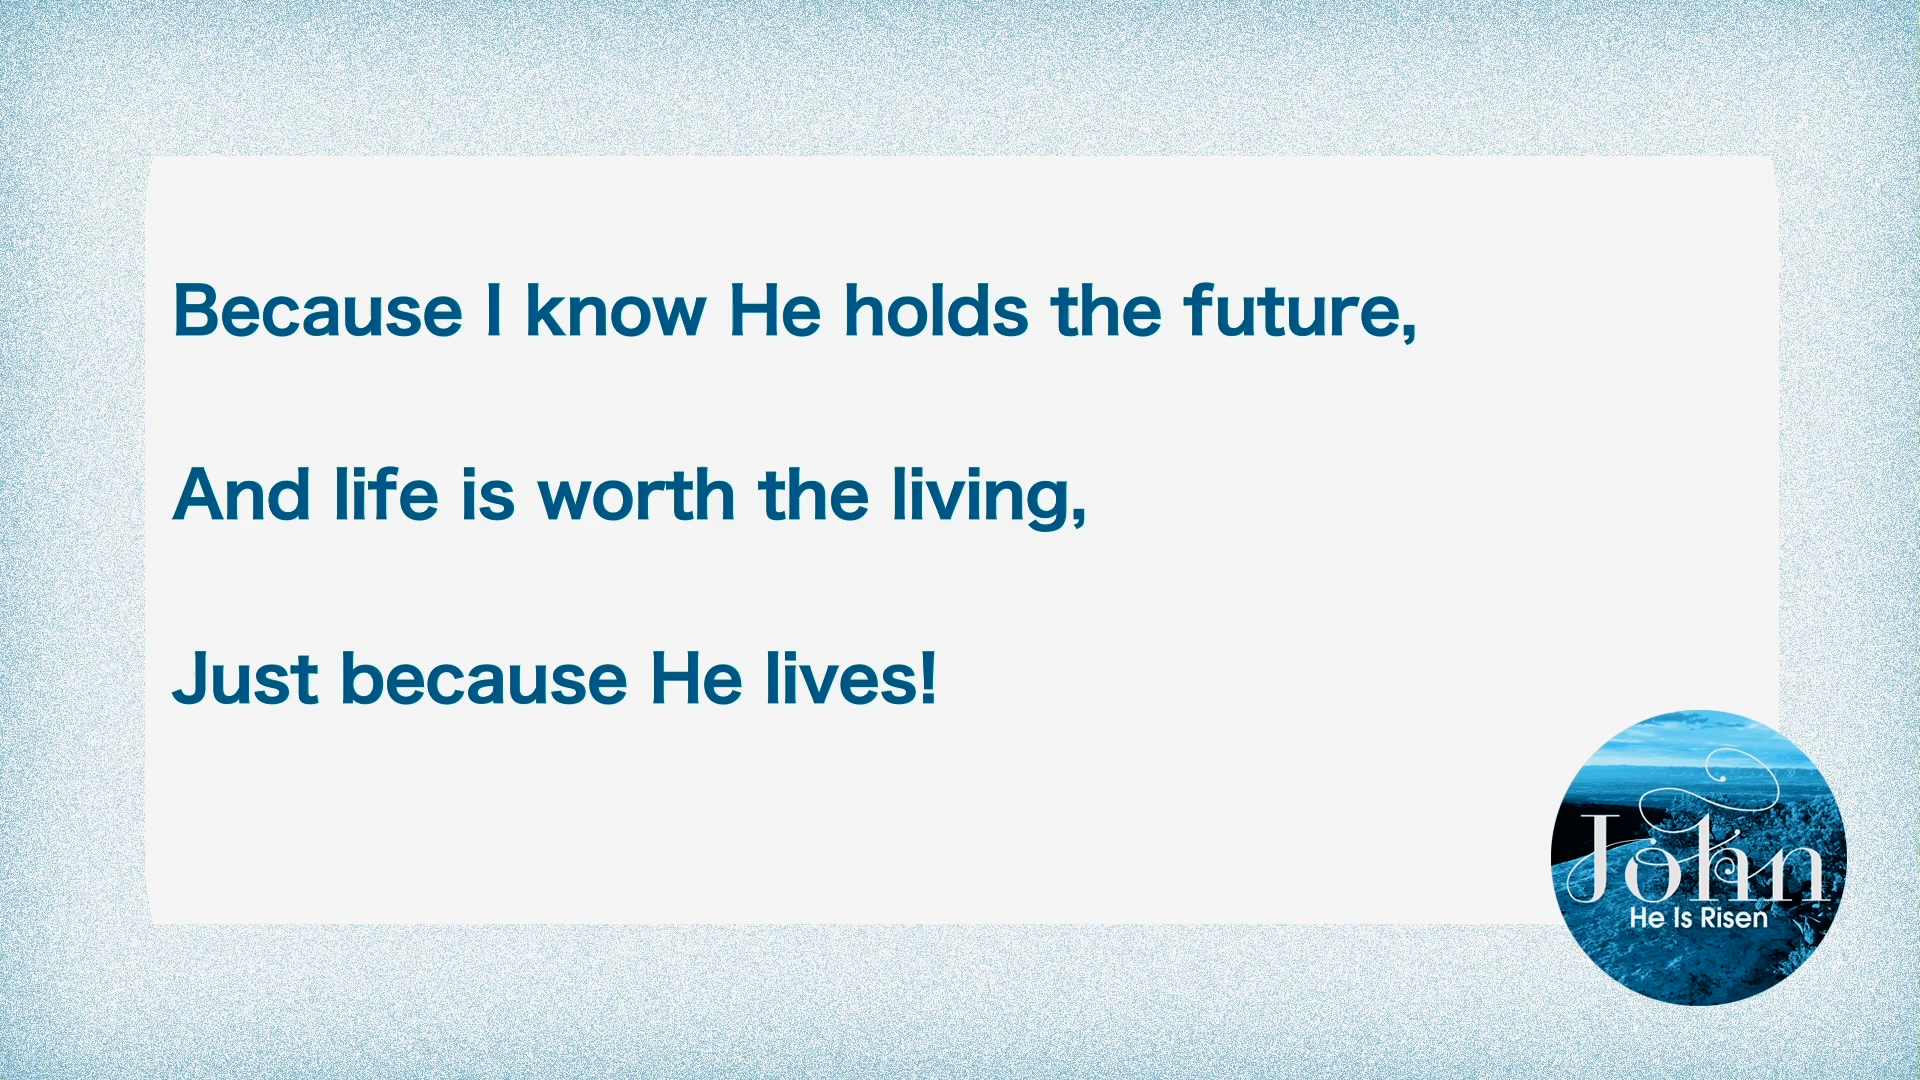 Because I know He holds the future,
And life is worth the living,
Just because He lives!
John
He Is Risen